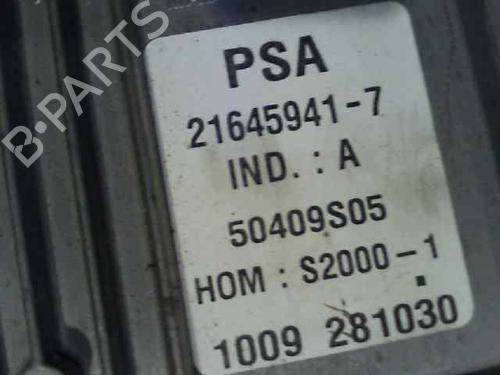 B-PARTS
PSA
21645941-7
IND. : A
50409S05
HOM : S2000-1
1009 281030